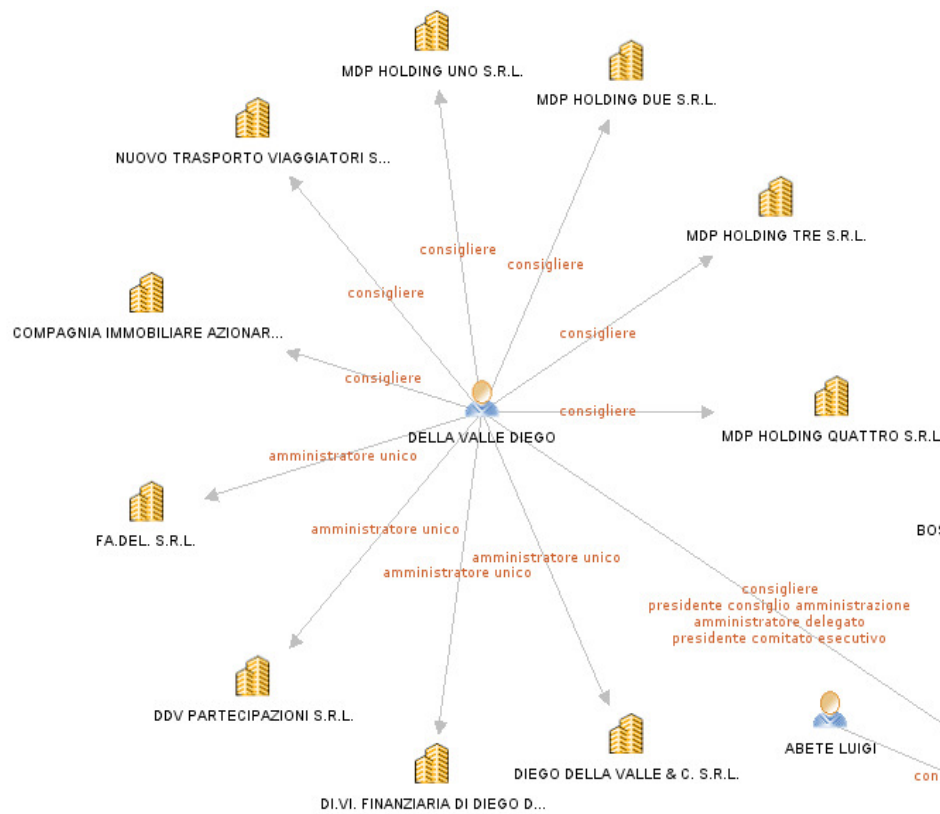 MDP HOLDING UNO S.R.L.
MDP HOLDING DUE S.R.L.
NUOVO TRASPORTO VIAGGIATORI S...
MDP HOLDING TRE S.R.L.
consigliere
consigliere
consigliere
COMPAGNIA IMMOBILIARE AZIONAR...
consigliere
consigliere
consigliere
DELLA VALLE DIEGO
MDP HOLDING QUATTRO S.R.L
amministratore unico
FA.DEL. S.R.L.
amministratore unico
BOS
amministratore unico
amministratore unico
consigliere
presidente consiglio amministrazione
amministratore delegato
presidente comitato esecutivo
DDV PARTECIPAZIONI S.R.L.
ABETE LUIGI
DIEGO DELLA VALLE & C. S.R.L.
con
DI.VI. FINANZIARIA DI DIEGO D...